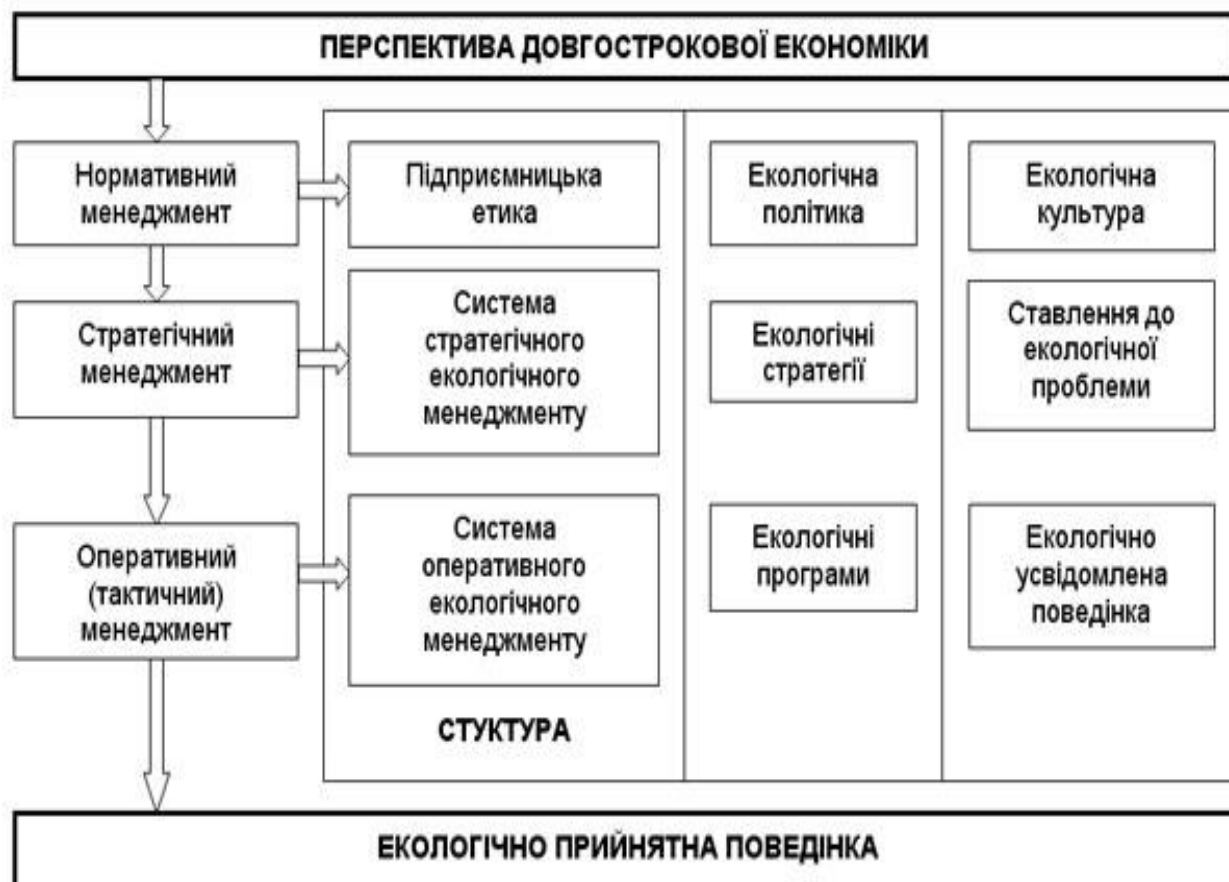 ПЕРСПЕКТИВА ДОВГОСТРОКОВОЇ ЕКОНОМІКИ
Нормативний
менеджмент
Підприємницька
етика
Екологічна
політика
Екологічна
культура
Стратегічний
менеджмент
Система
стратегічного
екологічного
менеджменту
Екологічні
стратегії
Ставлення до
екологічної
проблеми
Оперативний
(тактичний)
менеджмент
Система
оперативного
екологічного
менеджменту
Екологічні
програми
Екологічно
усвідомлена
поведінка
СТУКТУРА
ЕКОЛОГІЧНО ПРИЙНЯТНА ПОВЕДІНКА